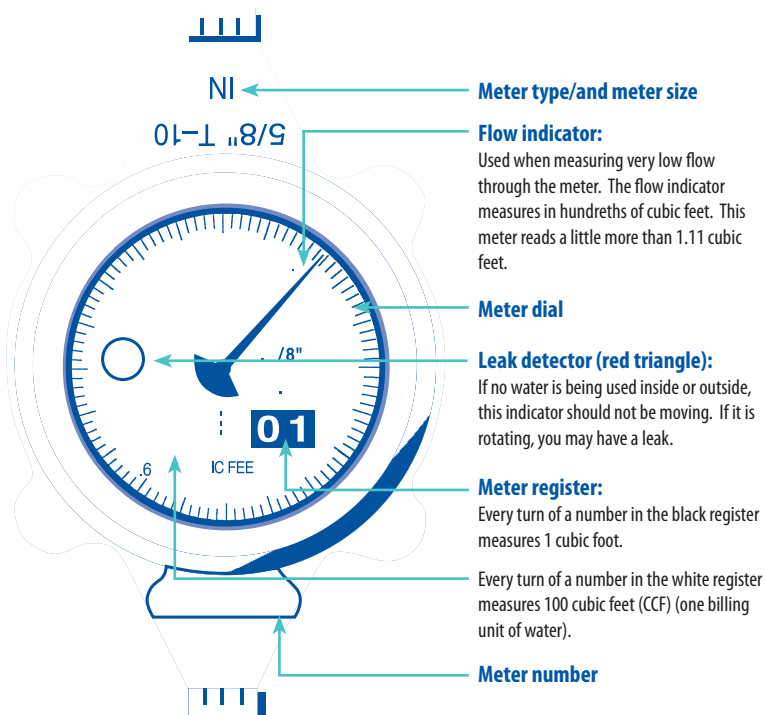 IN
5/8" T-10
Meter type/and meter size
Flow indicator:
Used when measuring very low flow
through the meter. The flow indicator
measures in hundreths of cubic feet. This
meter reads a little more than 1.11 cubic
feet.
Meter dial
/8"
Leak detector (red triangle):
If no water is being used inside or outside,
this indicator should not be moving. If it is
rotating, you may have a leak.
01
.6
IC FEE
Meter register:
Every turn of a number in the black register
measures 1 cubic foot.
Every turn of a number in the white register
measures 100 cubic feet (CCF) (one billing
unit of water).
Meter number